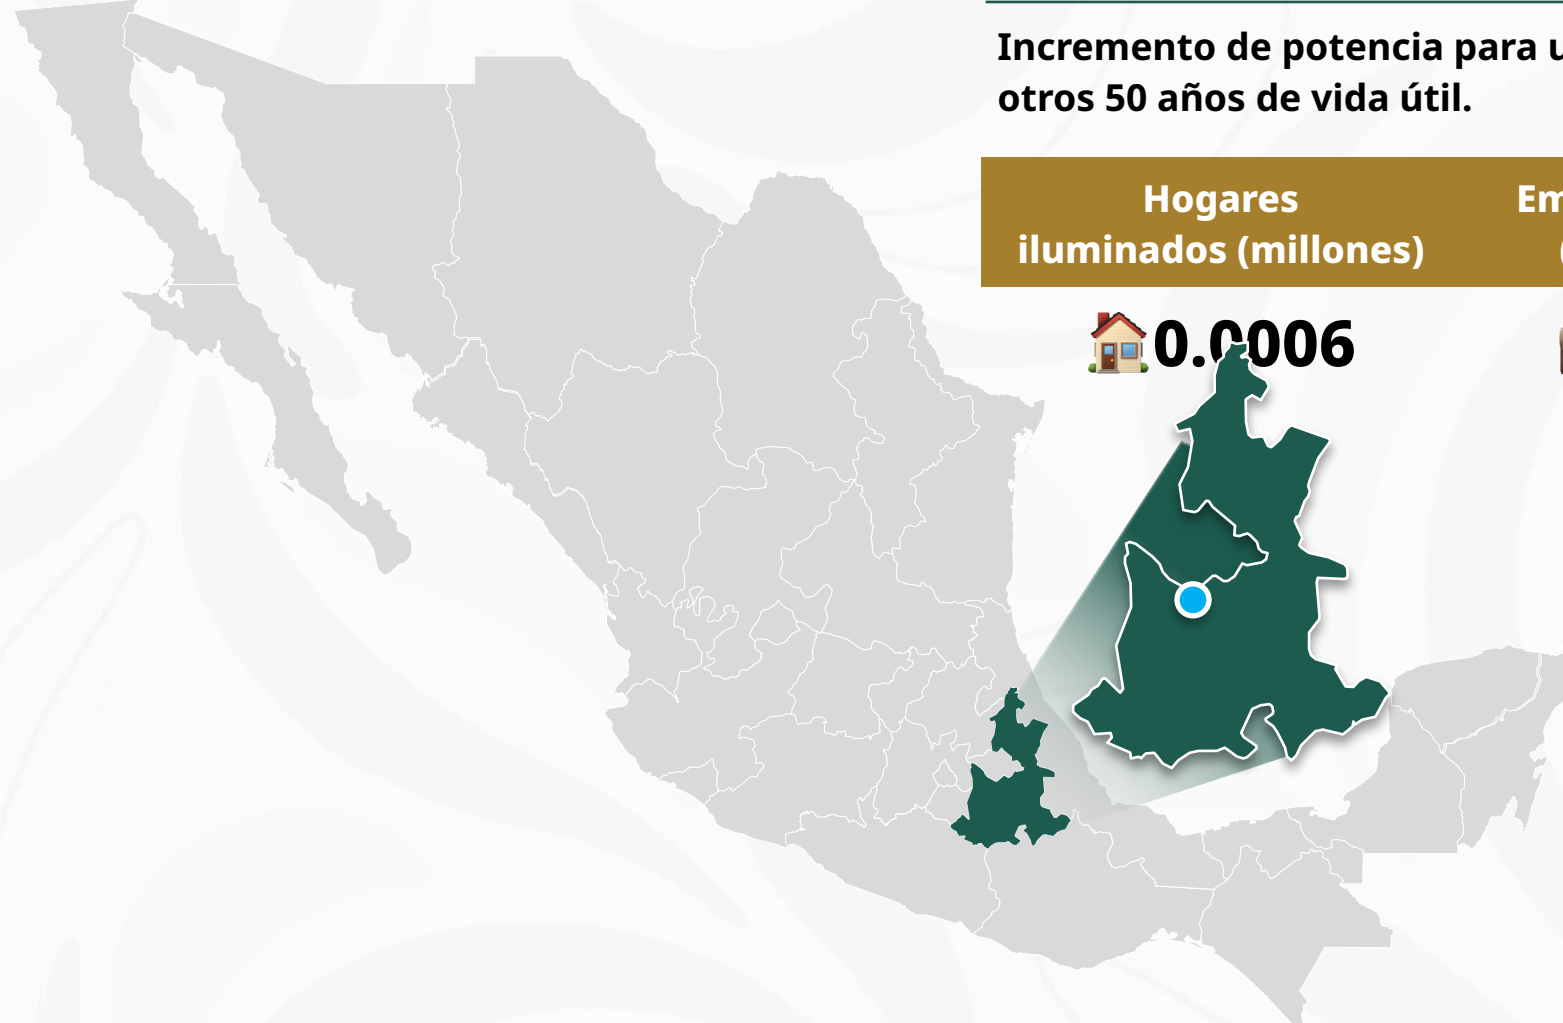 Incremento de potencia para
otros 50 años de vida útil.
Hogares
iluminados (millones)
0.0006